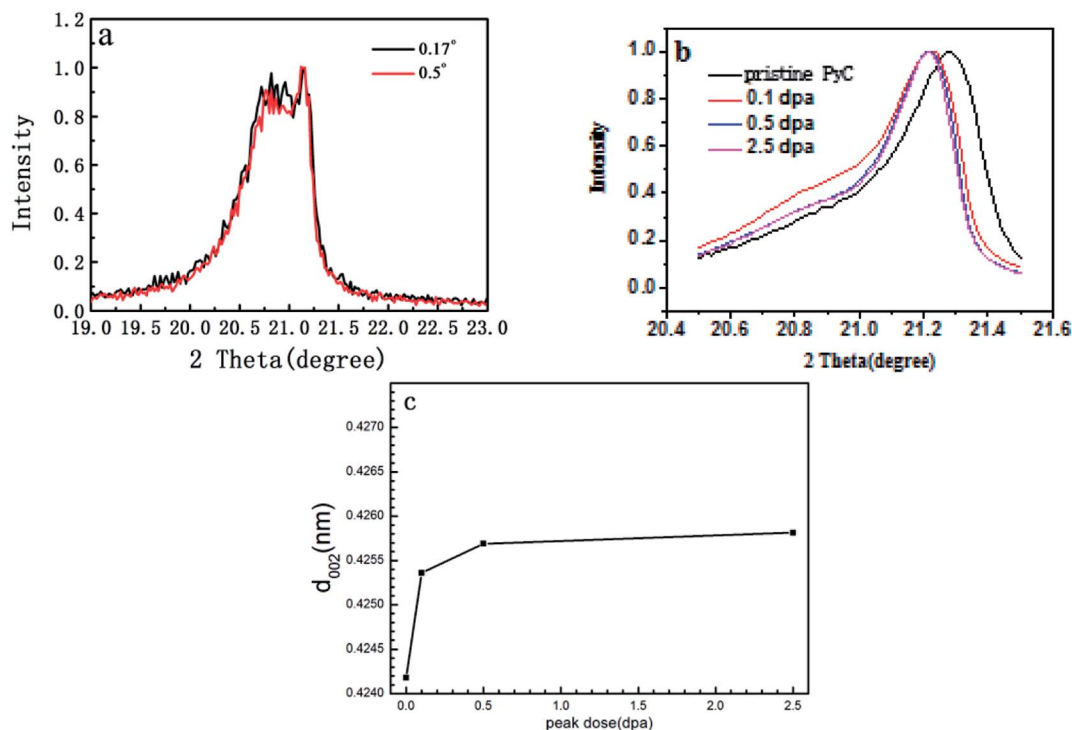 a
0.17°
0.5°
Intensity
1.2
1.0
0.8
0.6
0.4
0.2
0.0
19.0 19.5 20.0 20.5 21.0 21.5 22.0 22.5 23.0
2 Theta(degree)
b
pristine PyC
0.1 dpa
0.5 dpa
2.5 dpa
Intensity
1.0
0.8
0.6
0.4
0.2
0.0
20.4 20.6 20.8 21.0 21.2 21.4 21.6
2 Theta(degree)
c
d002(nm)
0.4270
0.4265
0.4260
0.4255
0.4250
0.4245
0.4240
0.0 0.5 1.0 1.5 2.0 2.5
peak dose(dpa)